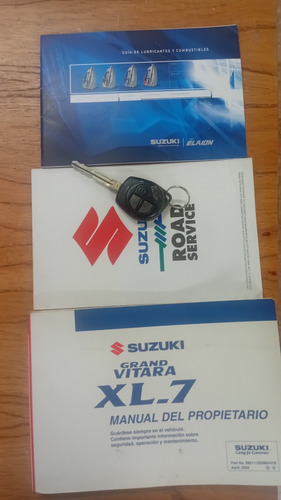 GUÍA DE LUBRICANTES Y COMBUSTIBLES
SUZUKI
ELAION
SUZUKI
ROAD
SERVICE
SUZUKI
GRAND
VITARA
XL-7
MANUAL DEL PROPIETARIO
Guárdese siempre en el vehículo.
Contiene importante información sobre
seguridad, operación y mantenimiento.
SUZUKI